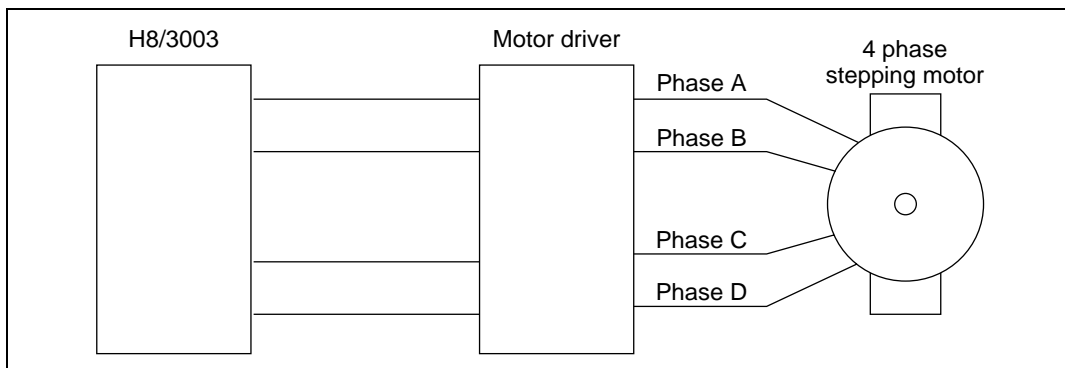 H8/3003
Motor driver
4 phase
stepping motor
Phase A
Phase B
Phase C
Phase D